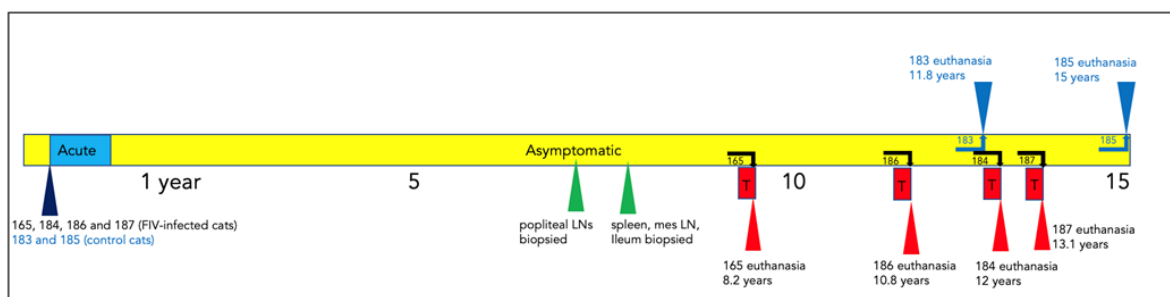 183 euthanasia
11.8 years
185 euthanasia
15 years
Acute
Asymptomatic
165
186
183
184
187
185
T
T
T
T
1 year
5
10
15
165, 184, 186 and 187 (FIV-infected cats)
183 and 185 (control cats)
popliteal LNs
biopsied
spleen, mes LN,
Ileum biopsied
165 euthanasia
8.2 years
186 euthanasia
10.8 years
184 euthanasia
12 years
187 euthanasia
13.1 years